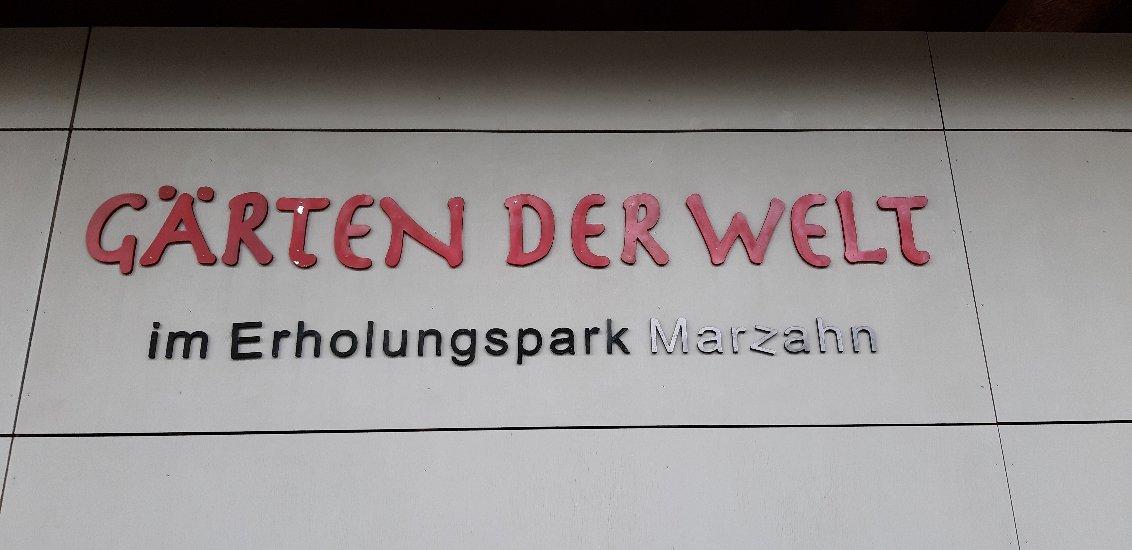 GÄRTEN DER WELT
im Erholungspark Marzahn